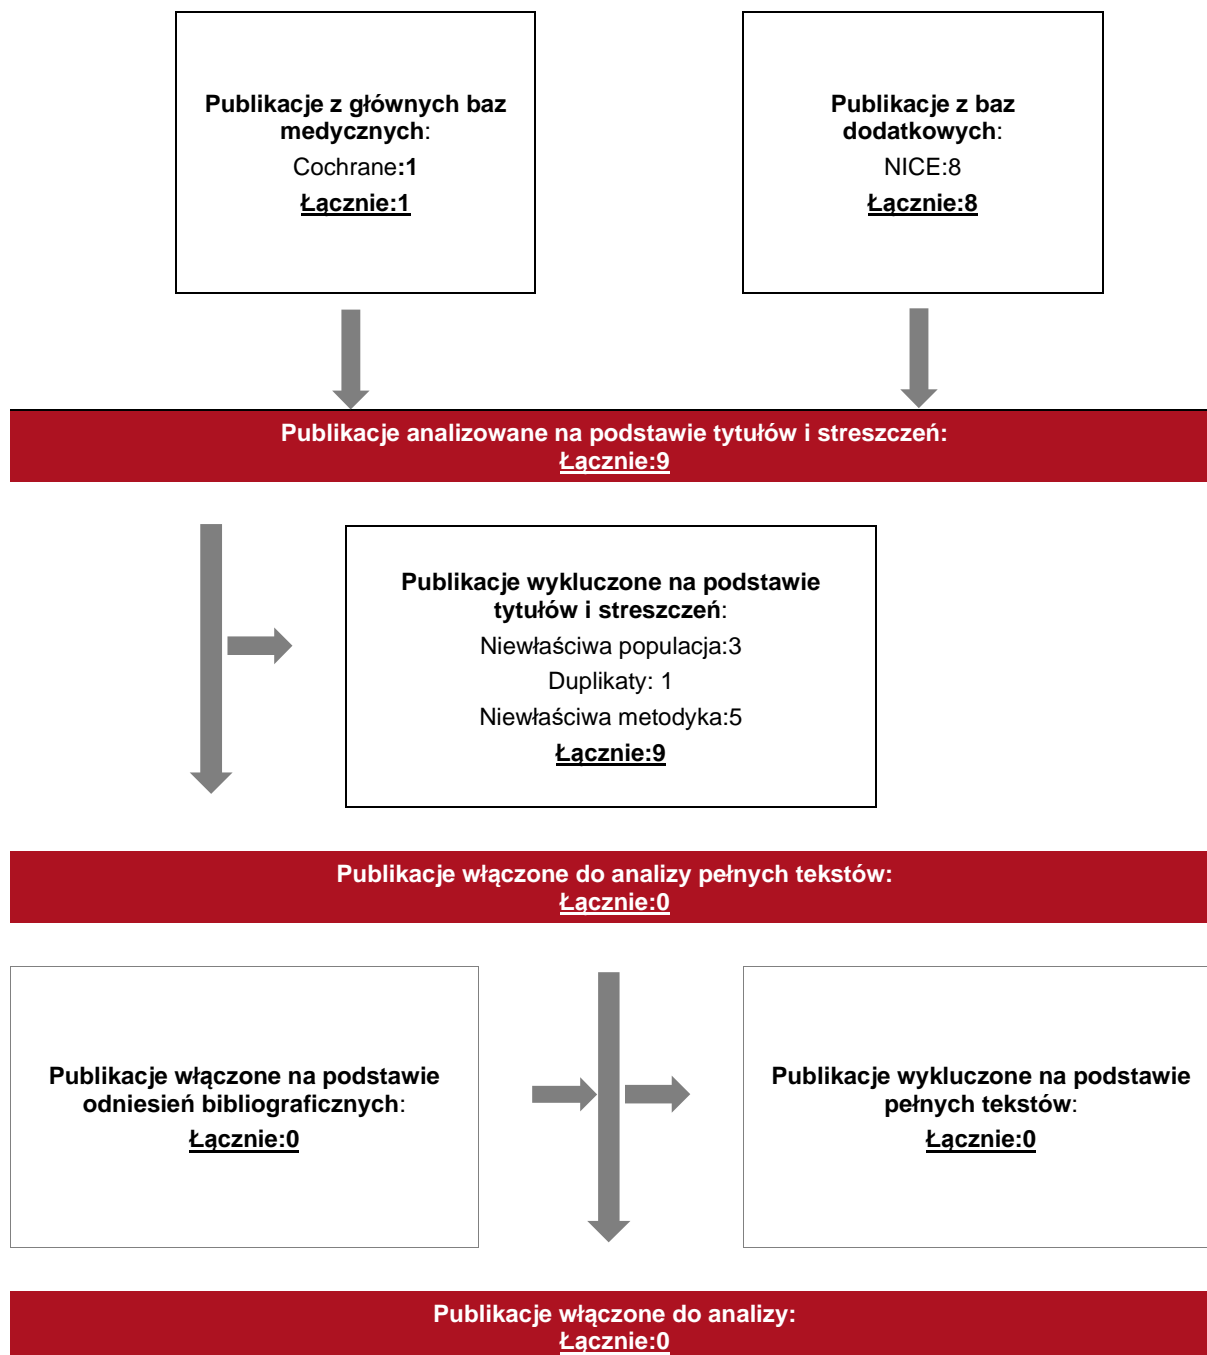 Publikacje z głównych baz
medycznych:
Cochrane:1
Łącznie:1
Publikacje z baz
dodatkowych:
NICE:8
Łącznie:8
Publikacje analizowane na podstawie tytułów i streszczeń:
Łącznie:9
Publikacje wykluczone na podstawie
tytułów i streszczeń:
Niewłaściwa populacja:3
Duplikaty: 1
Niewłaściwa metodyka:5
Łącznie:9
Publikacje włączone do analizy pełnych tekstów:
Łącznie:0
Publikacje włączone na podstawie
odniesień bibliograficznych:
Łącznie:0
Publikacje wykluczone na podstawie
pełnych tekstów:
Łącznie:0
Publikacje włączone do analizy:
Łącznie:0